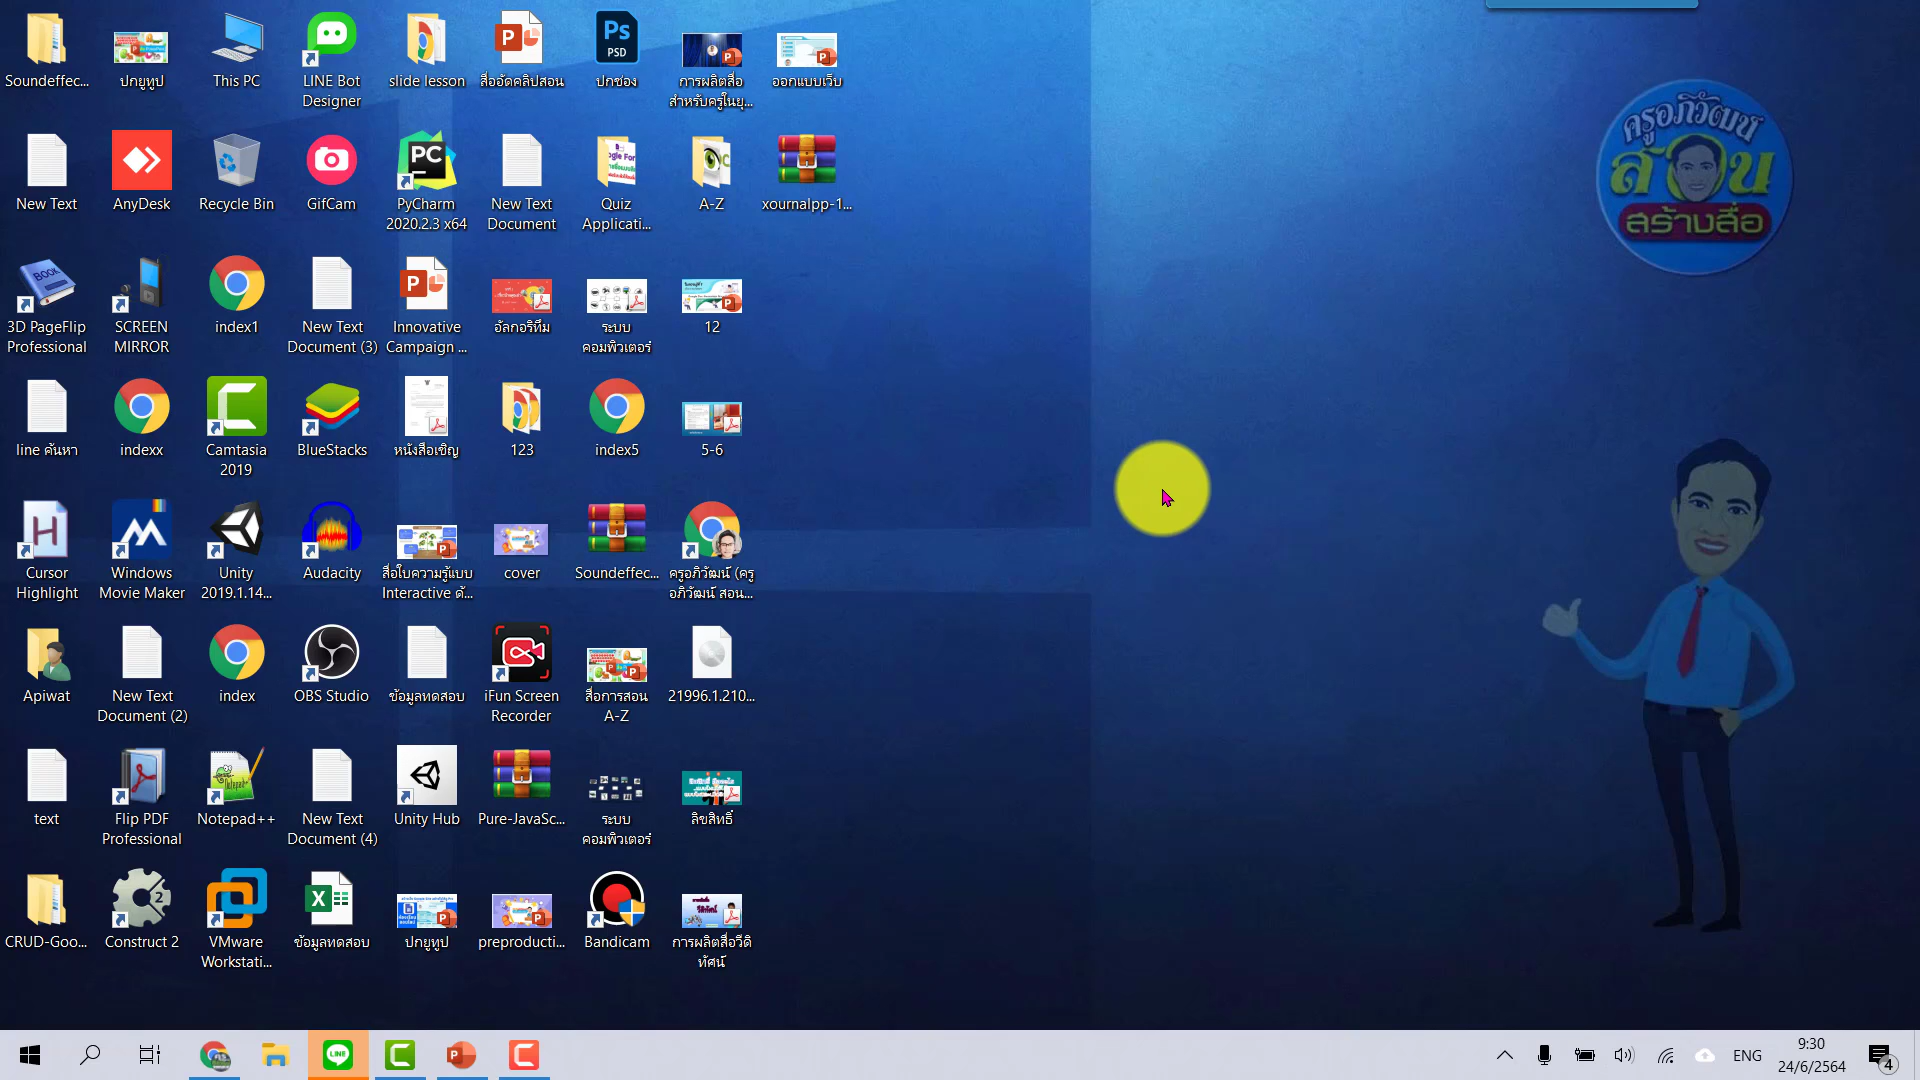 Soundeffec...
ปกยูทูป
This PC
LINE Bot
Designer
slide lesson
สื่ออัดคลิปสอน
Ps
PSD
ปกช่อง
การผลิตสื่อ
สำหรับครูในยุ...
ออกแบบเว็บ
ครูอภิวัฒน์
สอน
สร้างสื่อ
New Text
AnyDesk
Recycle Bin
GifCam
PC
PyCharm
2020.2.3 x64
New Text
Document
Quiz
Applicati...
A-Z
xournalpp-1...
BOOK
3D PageFlip
Professional
SCREEN
MIRROR
index1
New Text
Document (3)
Innovative
Campaign ...
อัลกอริทึม
ระบบ
คอมพิวเตอร์
12
line ค้นหา
indexx
Camtasia
2019
BlueStacks
หนังสือเชิญ
123
index5
5-6
Cursor
Highlight
Windows
Movie Maker
Unity
2019.1.14...
Audacity
สื่อใบความรู้แบบ
Interactive ด้...
cover
Soundeffec...
ครูอภิวัฒน์ (ครู
อภิวัฒน์ สอน...
Apiwat
New Text
Document (2)
index
OBS Studio
ข้อมูลทดสอบ
iFun Screen
Recorder
สื่อการสอน
A-Z
21996.1.210...
text
Flip PDF
Professional
Notepad++
New Text
Document (4)
Unity Hub
Pure-JavaSc...
ระบบ
คอมพิวเตอร์
ลิขสิทธิ์
CRUD-Goo...
Construct 2
VMware
Workstati...
ข้อมูลทดสอบ
ปกยูทูป
preproducti...
Bandicam
การผลิตสื่อวีดิ
ทัศน์
LINE
ENG
9:30
24/6/2564
4